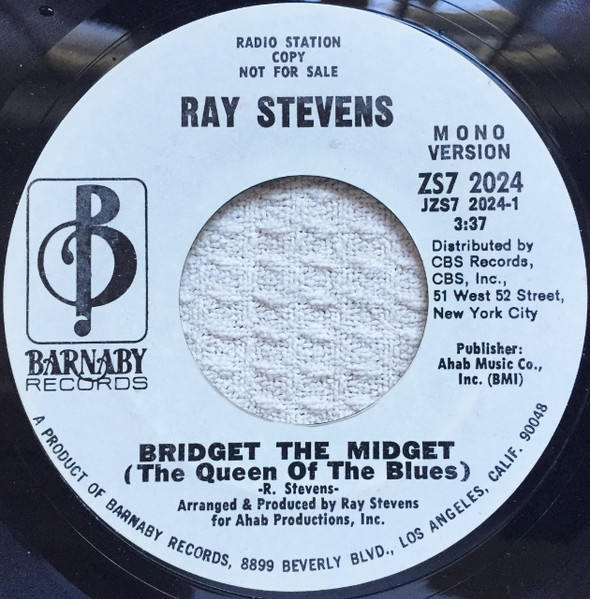 RADIO STATION
COPY
NOT FOR SALE
RAY STEVENS
MONO
VERSION
ZS7 2024
JZS7 2024-1
3:37
Distributed by
CBS Records,
CBS, Inc.,
51 West 52 Street,
New York City
Publisher:
Ahab Music Co.,
Inc. (BMI)
B
BARNABY
RECORDS
BRIDGET THE MIDGET
(The Queen Of The Blues)
-R. Stevens-
Arranged & Produced by Ray Stevens
for Ahab Productions, Inc.
A PRODUCT OF BARNABY RECORDS, 8899 BEVERLY BLVD., LOS ANGELES, CALIF. 90048